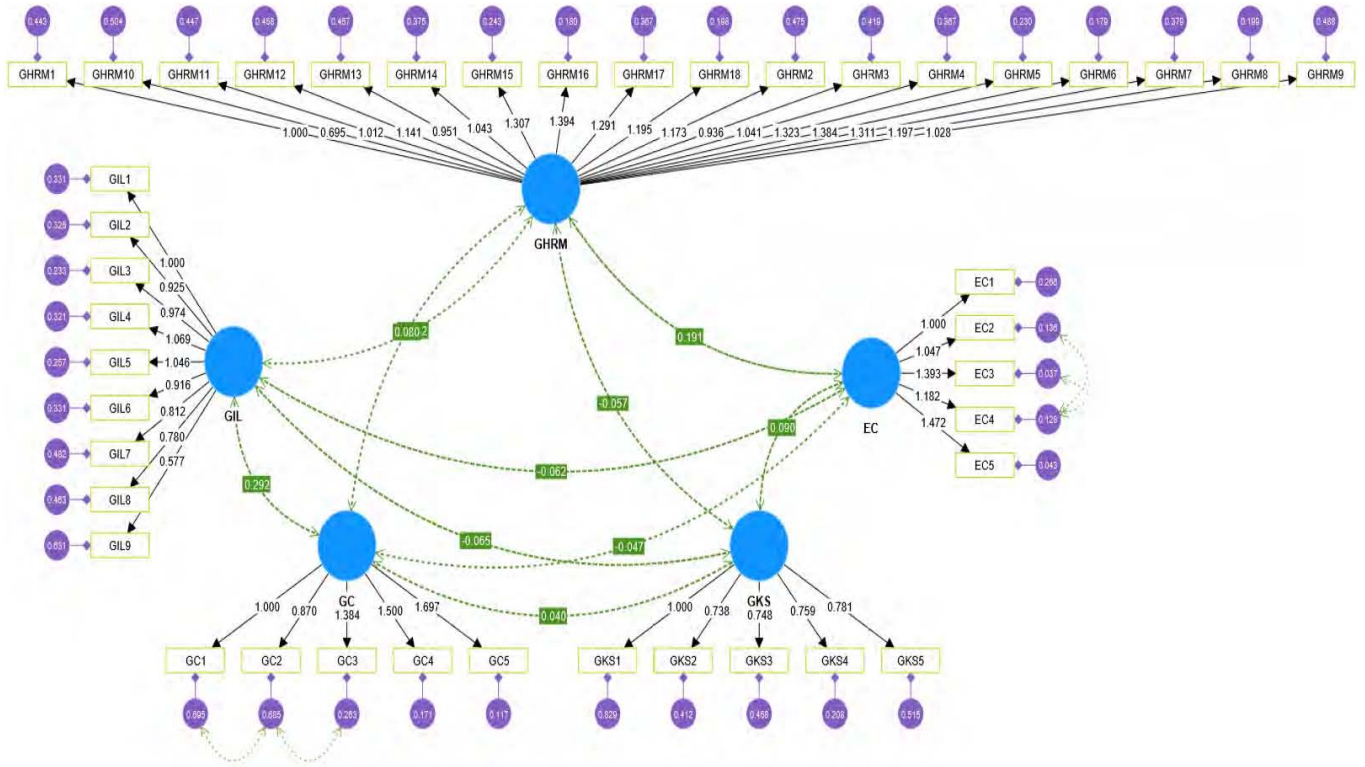 0.443 0.504 0.447 0.458 0.457 0.375 0.243 0.180 0.367 0.198 0.475 0.419 0.367 0.230 0.179 0.379 0.199 0.488
GHRM1 GHRM10 GHRM11 GHRM12 GHRM13 GHRM14 GHRM15 GHRM16 GHRM17 GHRM18 GHRM2 GHRM3 GHRM4 GHRM5 GHRM6 GHRM7 GHRM8 GHRM9
1.000 0.695 1.012 1.141 0.951 1.043 1.307 1.394 1.291 1.195 1.173 0.936 1.041 1.323 1.384 1.311 1.197 1.028
GHRM
0.331 GIL1
0.328 GIL2
0.233 GIL3
0.321 GIL4
0.257 GIL5
0.331 GIL6
0.482 GIL7
0.463 GIL8
0.631 GIL9
1.000
0.925
0.974
1.069
1.046
0.916
0.812
0.780
0.577
GIL
0.191
-0.057
0.090
-0.062
0.292
-0.065
-0.047
0.040
EC1
EC2 0.136
EC3 0.037
EC4 0.128
EC5 0.043
1.000
1.047
1.393
1.182
1.472
EC
GC
1.000 0.870 1.384 1.500 1.697
GC1 GC2 GC3 GC4 GC5
0.695 0.685 0.263 0.171 0.117
GKS
1.000 0.738 0.748 0.759 0.781
GKS1 GKS2 GKS3 GKS4 GKS5
0.829 0.412 0.458 0.208 0.515